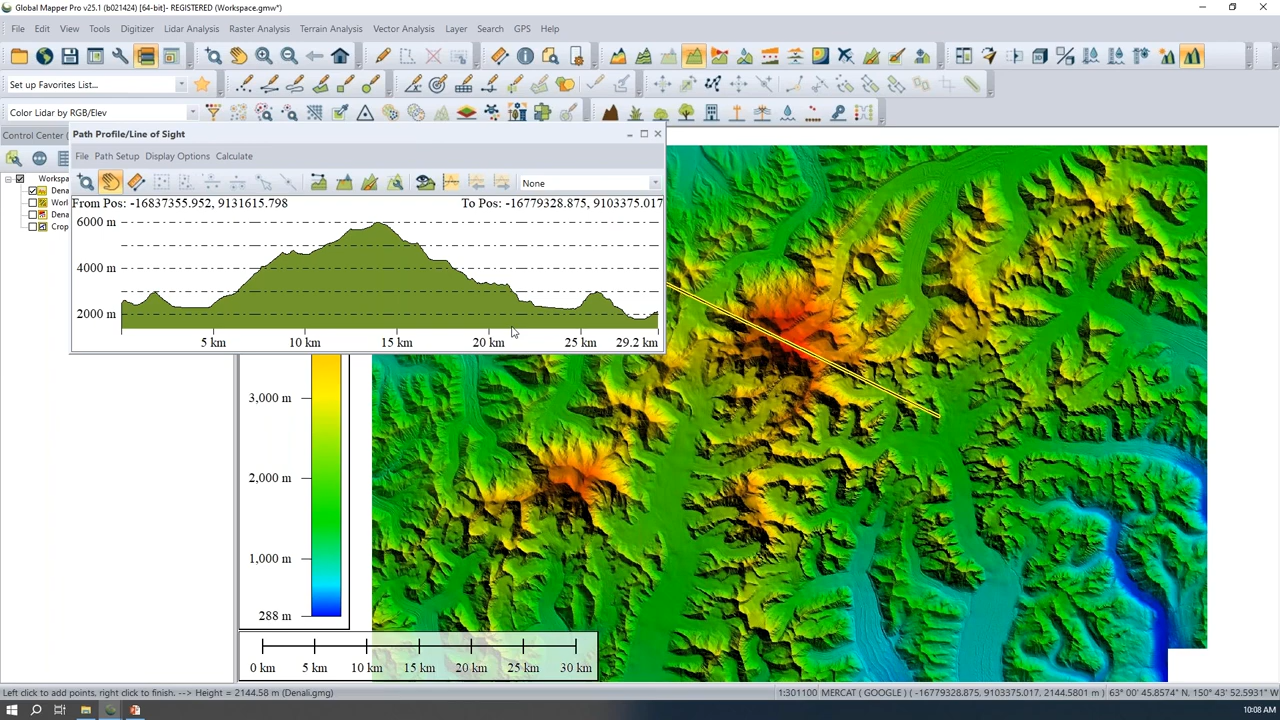 Global Mapper Pro v25.1 (b021424) [64-bit]- REGISTERED (Workspace.gmw*)
File Edit View Tools Digitizer Lidar Analysis Raster Analysis Terrain Analysis Vector Analysis Layer Search GPS Help
Set up Favorites List...
Color Lidar by RGB/Elev
Control Center (
Path Profile/Line of Sight
File Path Setup Display Options Calculate
None
Worksp
Dena
Worl
Dena
Crop
From Pos: -16837355.952, 9131615.798 To Pos: -16779328.875, 9103375.017
6000 m
4000 m
2000 m
5 km 10 km 15 km 20 km 25 km 29.2 km
3,000 m
2,000 m
1,000 m
288 m
0 km 5 km 10 km 15 km 20 km 25 km 30 km
Left click to add points, right click to finish. --> Height = 2144.58 m (Denali.gmg)
1:301100 MERCAT ( GOOGLE ) ( -16779328.875, 9103375.017, 2144.5801 m ) 63° 00' 45.8574" N, 150° 43' 52.5931" W
10:08 AM